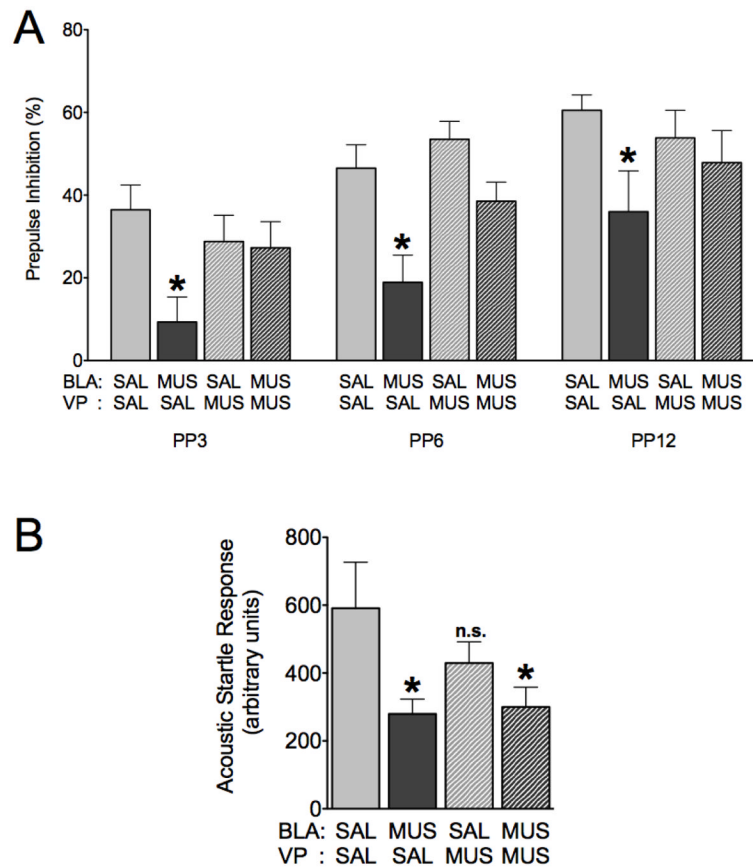 A
Prepulse Inhibition (%)
80
60
40
20
0
*
*
*
BLA: SAL MUS SAL MUS SAL MUS SAL MUS SAL MUS SAL MUS
VP : SAL SAL MUS MUS SAL SAL MUS MUS SAL SAL MUS MUS
PP3 PP6 PP12
B
Acoustic Startle Response
(arbitrary units)
800
600
400
200
0
*
n.s.
*
BLA: SAL MUS SAL MUS
VP : SAL SAL MUS MUS